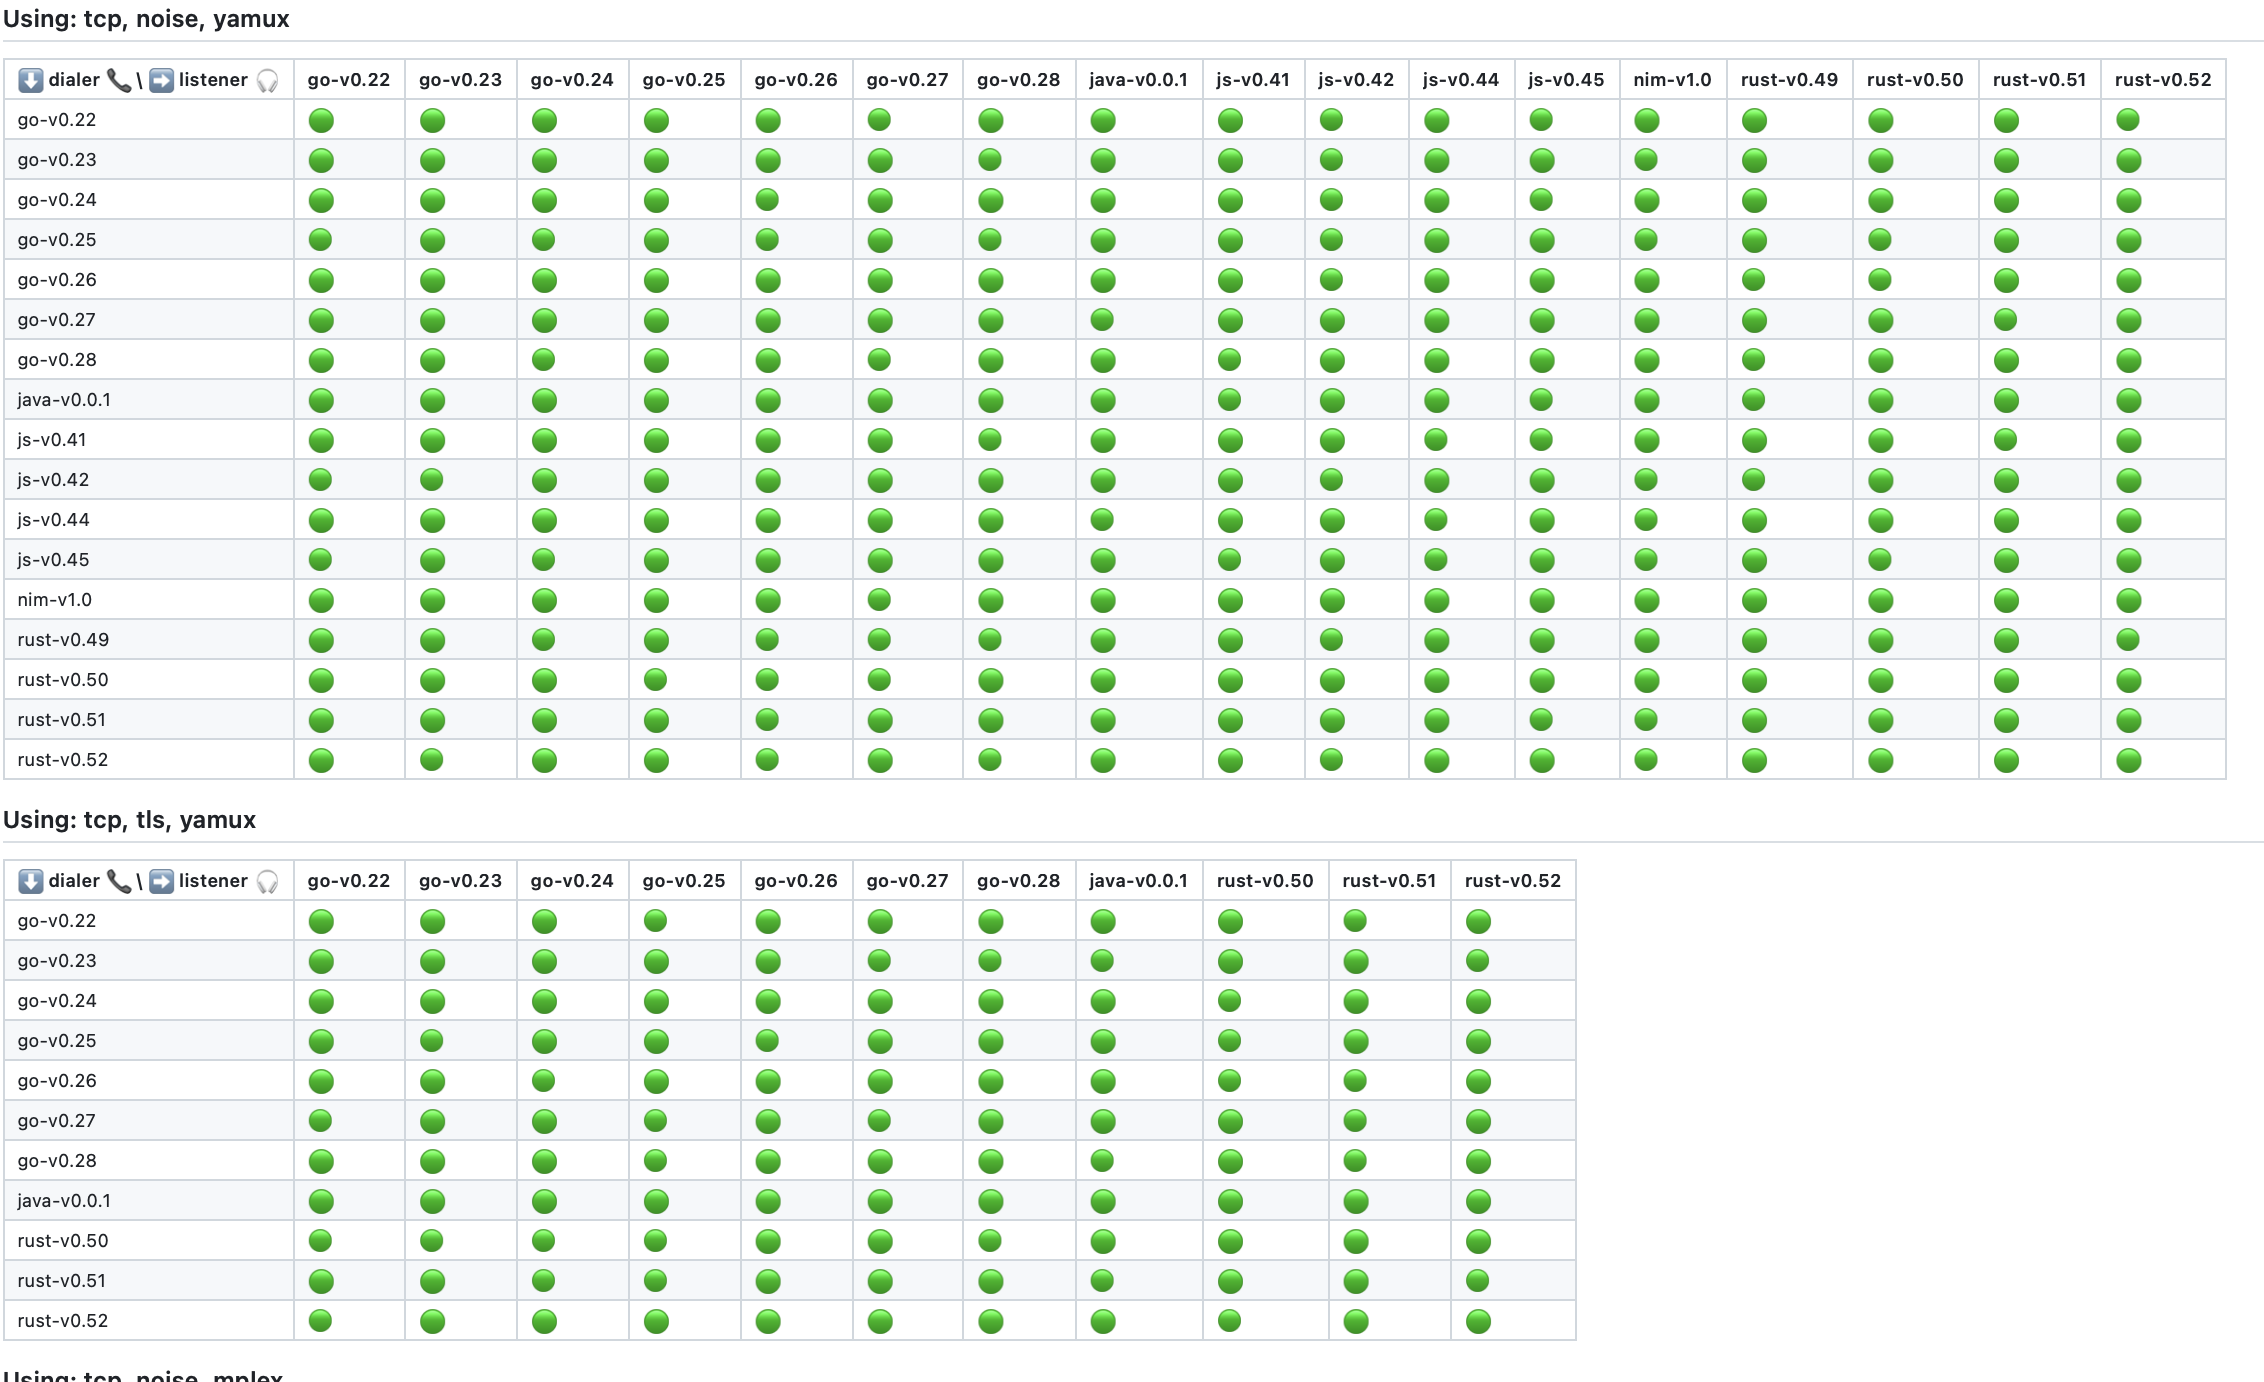 Using: tcp, noise, yamux
⬇️ dialer 📞 \ ➡️ listener 🎧 go-v0.22 go-v0.23 go-v0.24 go-v0.25 go-v0.26 go-v0.27 go-v0.28 java-v0.0.1 js-v0.41 js-v0.42 js-v0.44 js-v0.45 nim-v1.0 rust-v0.49 rust-v0.50 rust-v0.51 rust-v0.52
go-v0.22
go-v0.23
go-v0.24
go-v0.25
go-v0.26
go-v0.27
go-v0.28
java-v0.0.1
js-v0.41
js-v0.42
js-v0.44
js-v0.45
nim-v1.0
rust-v0.49
rust-v0.50
rust-v0.51
rust-v0.52
Using: tcp, tls, yamux
⬇️ dialer 📞 \ ➡️ listener 🎧 go-v0.22 go-v0.23 go-v0.24 go-v0.25 go-v0.26 go-v0.27 go-v0.28 java-v0.0.1 rust-v0.50 rust-v0.51 rust-v0.52
go-v0.22
go-v0.23
go-v0.24
go-v0.25
go-v0.26
go-v0.27
go-v0.28
java-v0.0.1
rust-v0.50
rust-v0.51
rust-v0.52
Using: tcp, noise, mplex